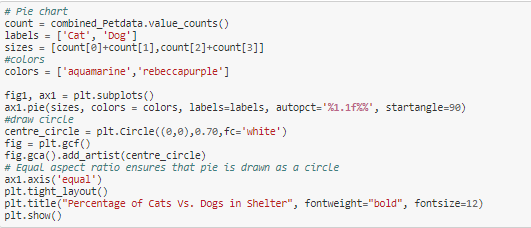 # Pie chart
count = combined_Petdata.value_counts()
labels = ['Cat', 'Dog']
sizes = [count[0]+count[1],count[2]+count[3]]
#colors
colors = ['aquamarine','rebeccapurple']
fig1, ax1 = plt.subplots()
ax1.pie(sizes, colors = colors, labels=labels, autopct='%1.1f%%', startangle=90)
#draw circle
centre_circle = plt.Circle((0,0),0.70,fc='white')
fig = plt.gcf()
fig.gca().add_artist(centre_circle)
# Equal aspect ratio ensures that pie is drawn as a circle
ax1.axis('equal')
plt.tight_layout()
plt.title("Percentage of Cats Vs. Dogs in Shelter", fontweight="bold", fontsize=12)
plt.show()